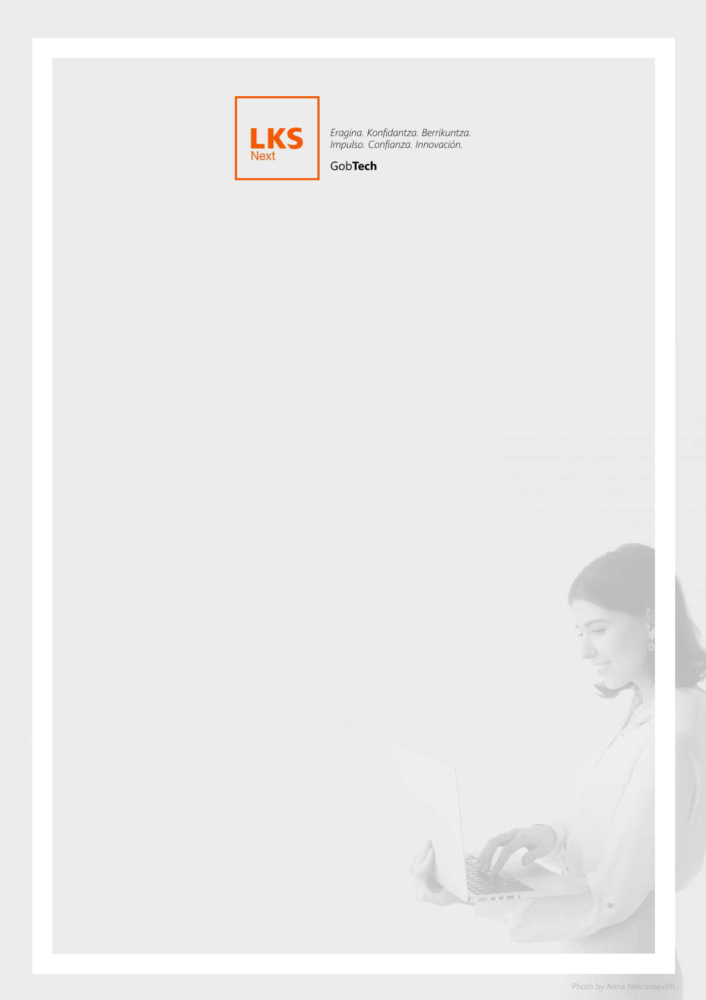 LKS
Next
Eragina. Konfidantza. Berrikuntza.
Impulso. Confianza. Innovación.
GobTech
Photo by Anna Nekrashevich